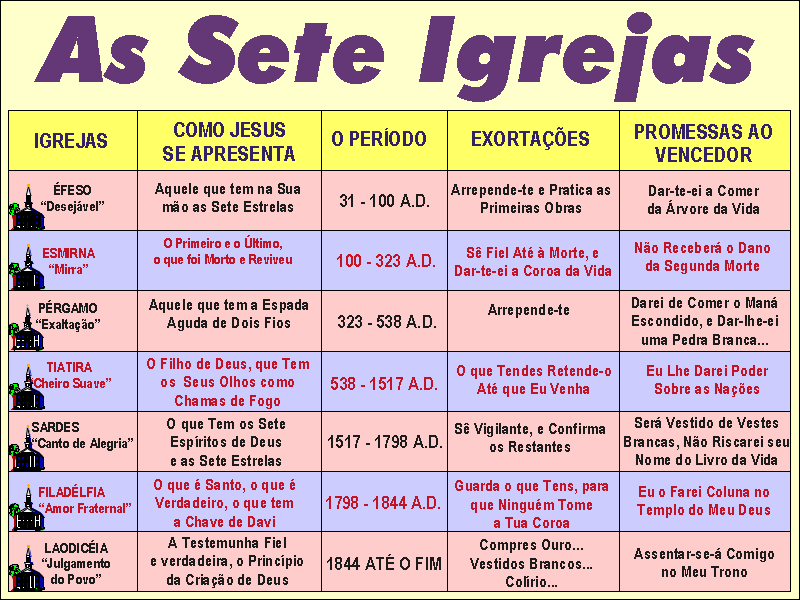 As Sete Igrejas
IGREJAS
COMO JESUS
SE APRESENTA
O PERÍODO
EXORTAÇÕES
PROMESSAS AO
VENCEDOR
ÉFESO
“Desejável”
Aquele que tem na Sua
mão as Sete Estrelas
31 - 100 A.D.
Arrepende-te e Pratica as
Primeiras Obras
Dar-te-ei a Comer
da Árvore da Vida
ESMIRNA
“Mirra”
O Primeiro e o Último,
o que foi Morto e Reviveu
100 - 323 A.D.
Sê Fiel Até à Morte, e
Dar-te-ei a Coroa da Vida
Não Receberá o Dano
da Segunda Morte
PÉRGAMO
“Exaltação”
Aquele que tem a Espada
Aguda de Dois Fios
323 - 538 A.D.
Arrepende-te
Darei de Comer o Maná
Escondido, e Dar-lhe-ei
uma Pedra Branca...
TIATIRA
“Cheiro Suave”
O Filho de Deus, que Tem
os Seus Olhos como
Chamas de Fogo
538 - 1517 A.D.
O que Tendes Retende-o
Até que Eu Venha
Eu Lhe Darei Poder
Sobre as Nações
SARDES
“Canto de Alegria”
O que Tem os Sete
Espíritos de Deus
e as Sete Estrelas
1517 - 1798 A.D.
Sê Vigilante, e Confirma
os Restantes
Será Vestido de Vestes
Brancas, Não Riscarei seu
Nome do Livro da Vida
FILADÉLFIA
“Amor Fraternal”
O que é Santo, o que é
Verdadeiro, o que tem
a Chave de Davi
1798 - 1844 A.D.
Guarda o que Tens, para
que Ninguém Tome
a Tua Coroa
Eu o Farei Coluna no
Templo do Meu Deus
LAODICÉIA
“Julgamento
do Povo”
A Testemunha Fiel
e verdadeira, o Princípio
da Criação de Deus
1844 ATÉ O FIM
Compres Ouro...
Vestidos Brancos...
Colírio...
Assentar-se-á Comigo
no Meu Trono